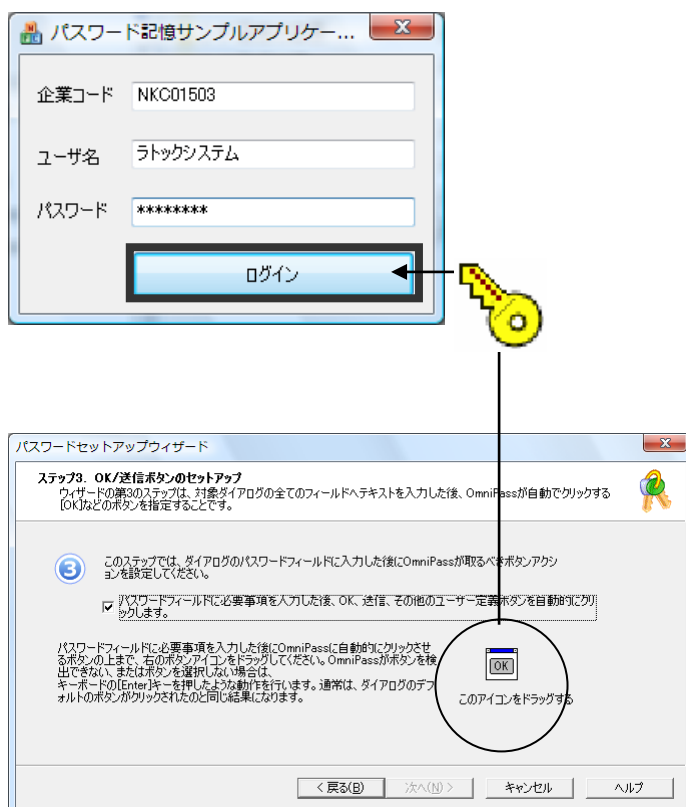 パスワード記憶サンプルアプリケー...
企業コード NKC01503
ユーザ名 ラトックシステム
パスワード ********
ログイン
パスワードセットアップウィザード
ステップ3. OK/送信ボタンのセットアップ
ウィザードの第3のステップは、対象ダイアログの全てのフィールドへテキストを入力した後、OmniPassが自動でクリックする
[OK]などのボタンを指定することです。
3
このステップでは、ダイアログのパスワードフィールドに入力した後にOmniPassが取るべきボタンアクシ
ョンを設定してください。
パスワードフィールドに必要事項を入力した後、OK、送信、その他のユーザー定義ボタンを自動的にクリ
ックします。
パスワードフィールドに必要事項を入力した後にOmniPassに自動的にクリックさせ
るボタンの上まで、右のボタンアイコンをドラッグしてください。OmniPassがボタンを検
出できない、またはボタンを選択しない場合は、
キーボードの[Enter]キーを押したような動作を行います。通常は、ダイアログのデフ
ォルトのボタンがクリックされたのと同じ結果になります。
OK
このアイコンをドラッグする
< 戻る(B) 次へ(N) > キャンセル ヘルプ